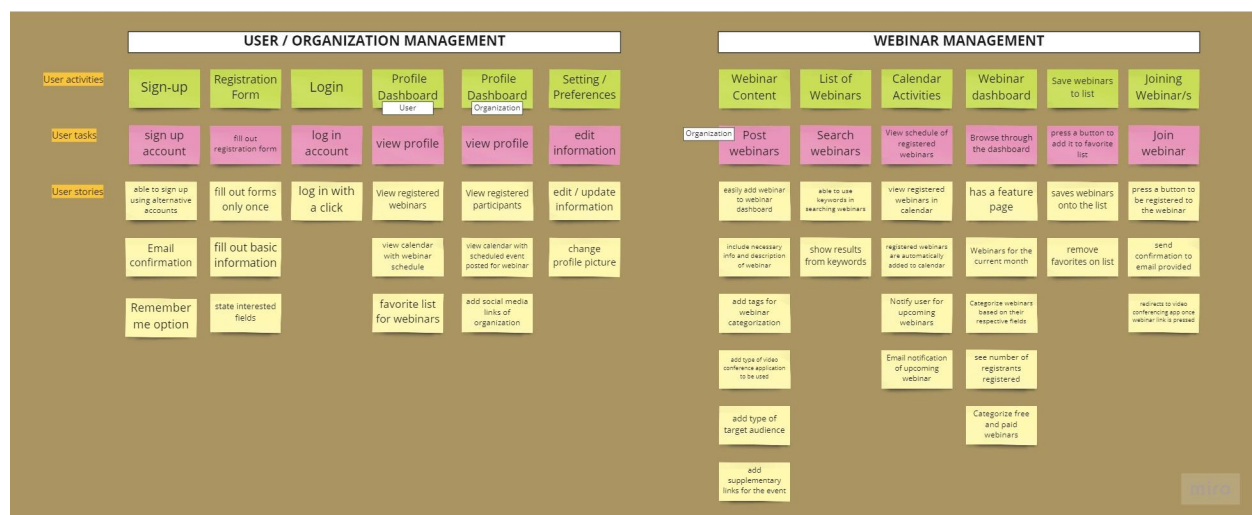 USER / ORGANIZATION MANAGEMENT
WEBINAR MANAGEMENT
User activities
Sign-up
Registration
Form
Login
Profile
Dashboard
User
Profile
Dashboard
Organization
Setting /
Preferences
Webinar
Content
List of
Webinars
Calendar
Activities
Webinar
dashboard
Save webinars
to list
Joining
Webinar/s
User tasks
sign up
account
fill out
registration form
log in
account
view profile
view profile
edit
information
Organization
Post
webinars
Search
webinars
View schedule of
registered
webinars
Browse through
the dashboard
press a button to
add it to favorite
list
Join
webinar
User stories
able to sign up
using alternative
accounts
fill out forms
only once
log in with
a click
View registered
webinars
View registered
participants
edit / update
information
easily add webinar
to webinar
dashboard
able to use
keywords in
searching webinars
view registered
webinars in
calendar
has a feature
page
saves webinars
onto the list
press a button to
be registered to
the webinar
Email
confirmation
fill out basic
information
view calendar
with webinar
schedule
view calendar with
scheduled event
posted for webinar
change
profile picture
include necessary
info and description
of webinar
show results
from keywords
registered webinars
are automatically
added to calendar
Webinars for the
current month
remove
favorites on list
send
confirmation to
email provided
Remember
me option
state interested
fields
favorite list
for webinars
add social media
links of
organization
add tags for
webinar
categorization
Notify user for
upcoming
webinars
Categorize webinars
based on their
respective fields
redirects to video
conferencing app once
webinar link is pressed
add type of video
conference application
to be used
Email notification
of upcoming
webinar
see number of
registrants
registered
add type of
target audience
Categorize free
and paid
webinars
add
supplementary
links for the event
miro